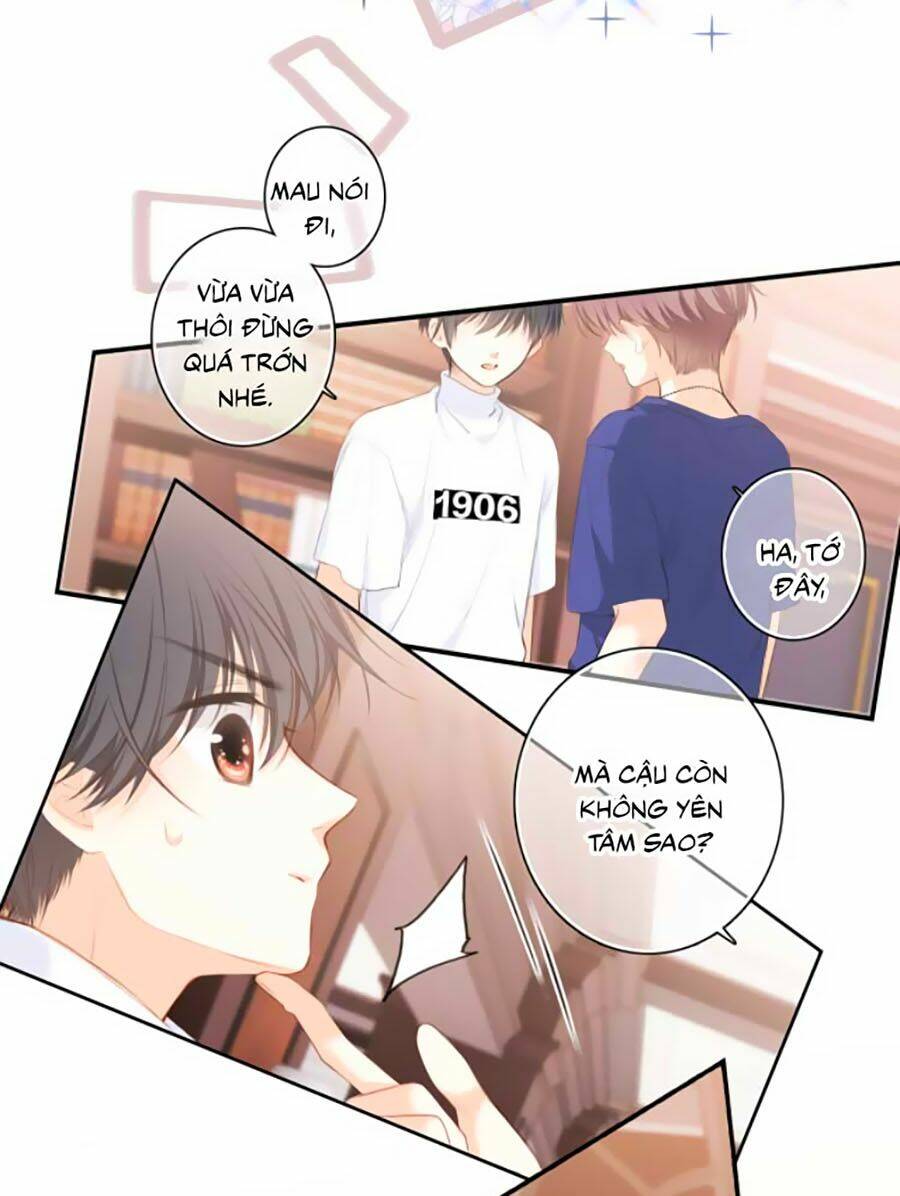 MAU NÓI
ĐI,
VỪA VỪA
THÔI ĐỪNG
QUÁ TRỚN
NHÉ.
1906
HA, TỚ
ĐÂY,
MÀ CẬU CÒN
KHÔNG YÊN
TÂM SAO?